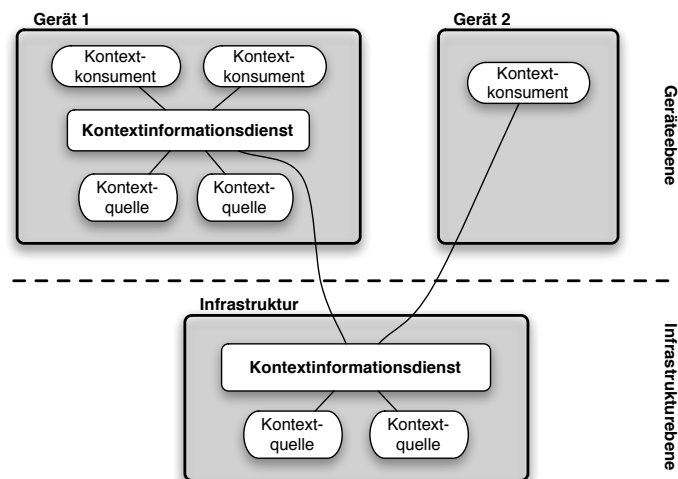 Gerät 1
Gerät 2
Kontext-
konsument
Kontext-
konsument
Kontext-
konsument
Kontextinformationsdienst
Kontext-
quelle
Kontext-
quelle
Geräteebene
Infrastruktur
Kontextinformationsdienst
Kontext-
quelle
Kontext-
quelle
Infrastrukturebene